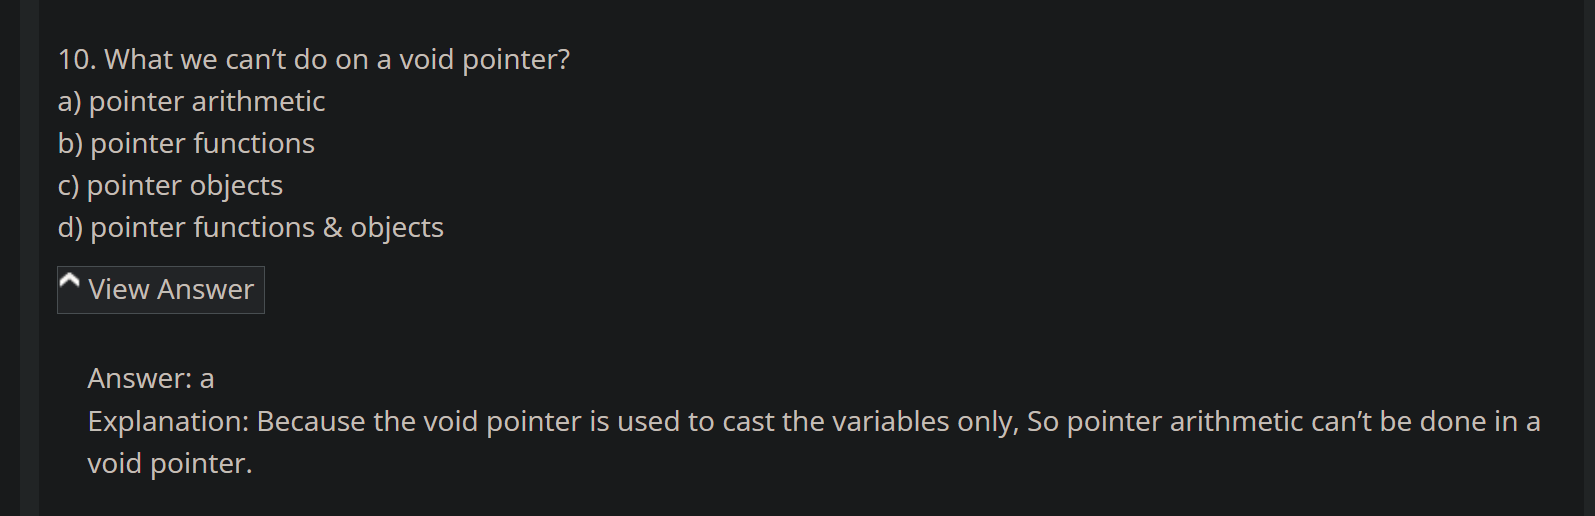 10. What we can’t do on a void pointer?
a) pointer arithmetic
b) pointer functions
c) pointer objects
d) pointer functions & objects
View Answer
Answer: a
Explanation: Because the void pointer is used to cast the variables only, So pointer arithmetic can’t be done in a
void pointer.